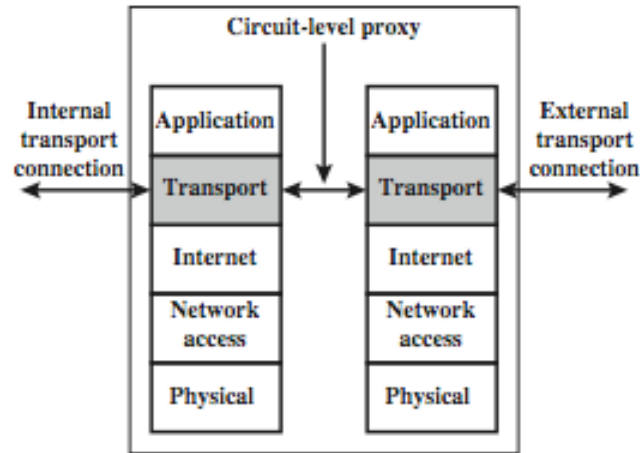 Circuit-level proxy
Internal
transport
connection
External
transport
connection
Application
Transport
Internet
Network
access
Physical
Application
Transport
Internet
Network
access
Physical